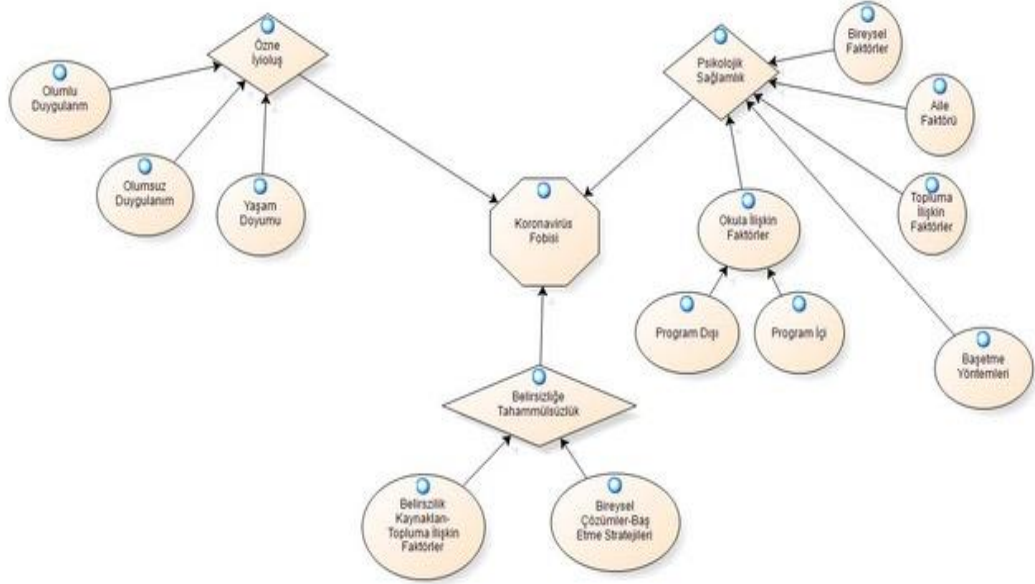 Özne
İyioluş
Olumlu
Duygulanım
Olumsuz
Duygulanım
Yaşam
Doyumu
Psikolojik
Sağlamlık
Bireysel
Faktörler
Aile
Faktörü
Topluma
İlişkin
Faktörler
Okula İlişkin
Faktörler
Program Dışı
Program İçi
Başetme
Yöntemleri
Koronavirüs
Fobisi
Belirsizliğe
Tahammülsüzlük
Belirszilik
Kaynakları-
Topluma İlişkin
Faktörler
Bireysel
Çözümler-Baş
Etme Stratejileri